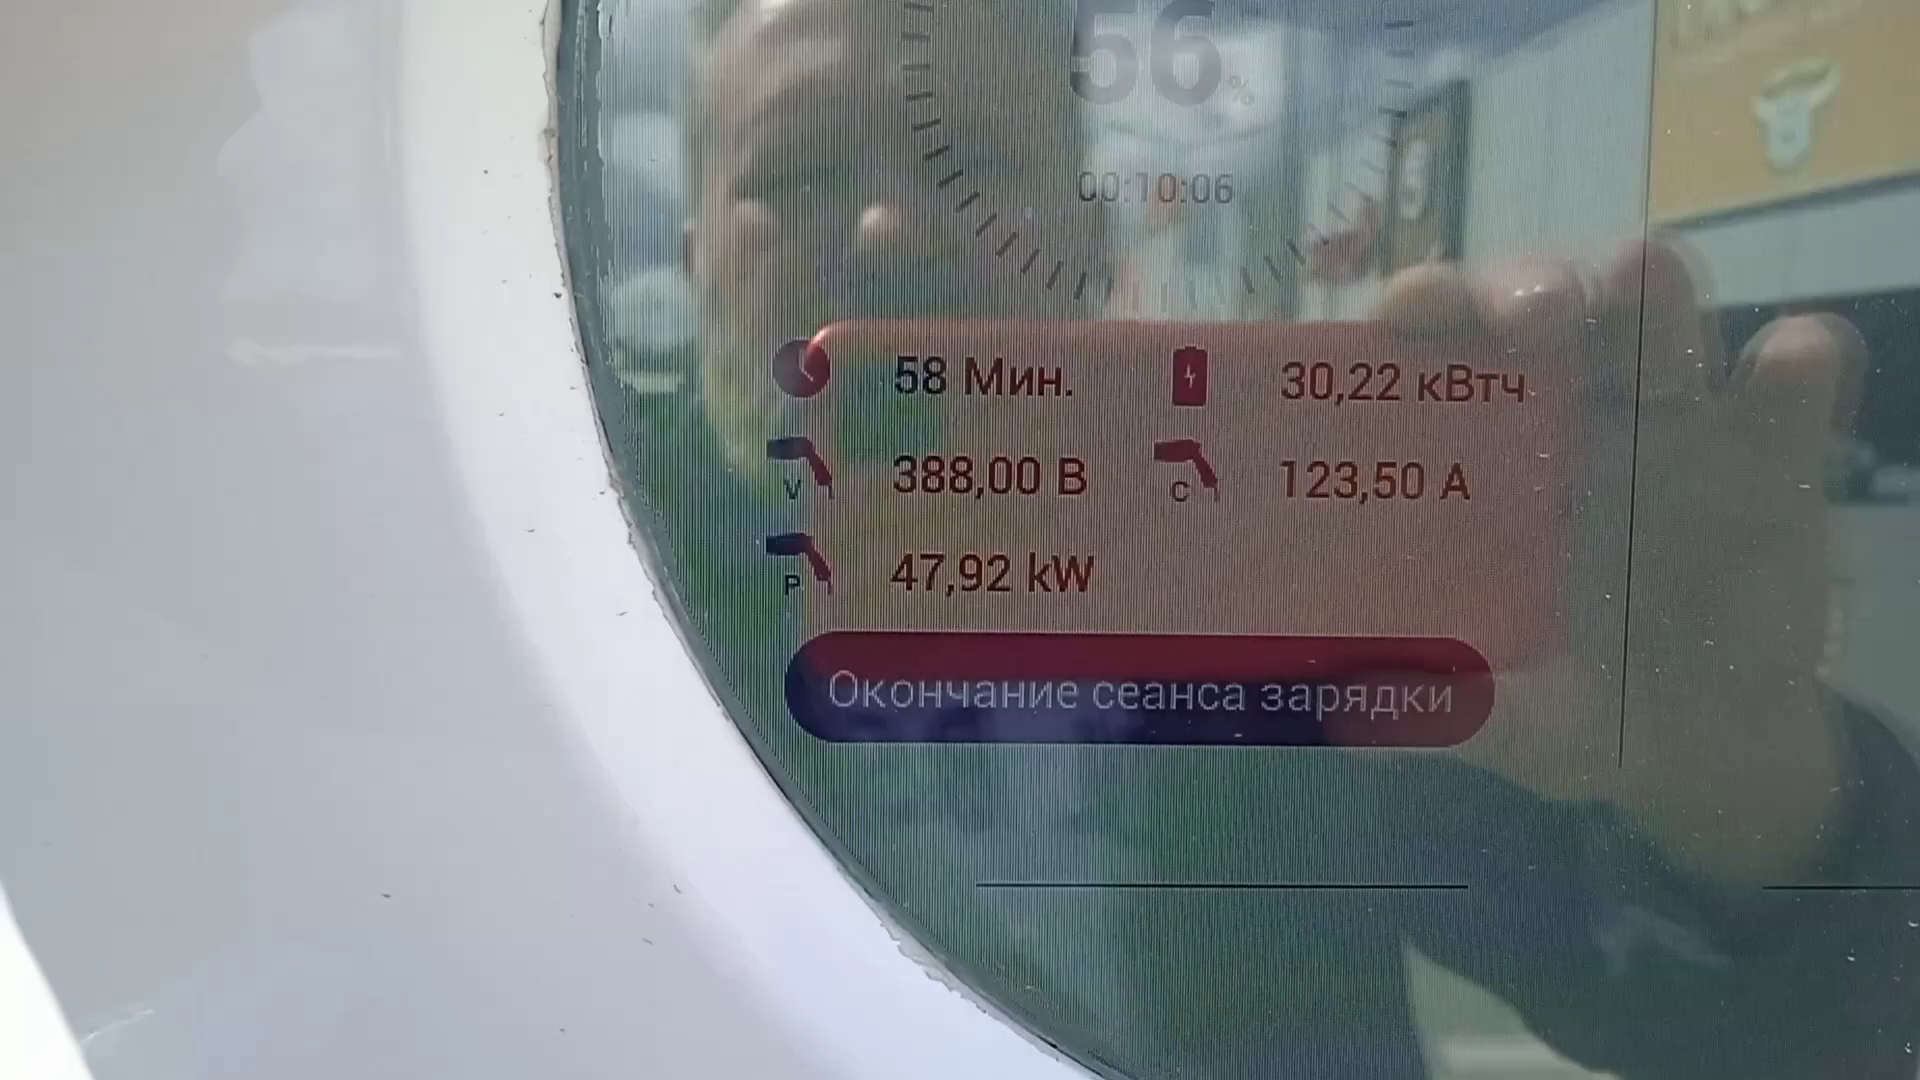 56%
00:10:06
58 Мин. 30,22 кВтч
V 388,00 В C 123,50 А
P 47,92 kW
Окончание сеанса зарядки